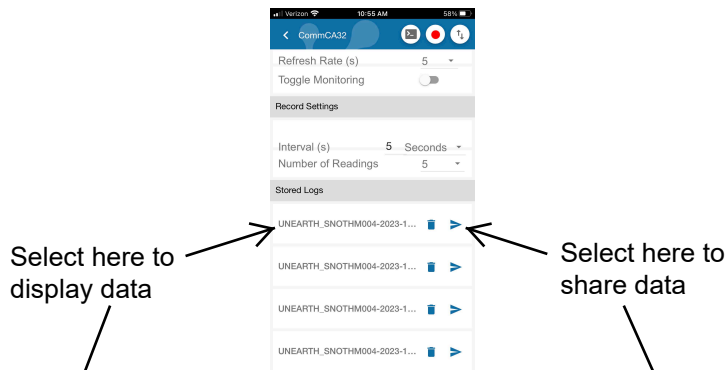 Verizon 10:55 AM 58%
CommCA32
Refresh Rate (s) 5
Toggle Monitoring
Record Settings
Interval (s) 5 Seconds
Number of Readings 5
Stored Logs
UNEARTH_SNOTHM004-2023-1...
Select here to display data
Select here to share data
UNEARTH_SNOTHM004-2023-1...
UNEARTH_SNOTHM004-2023-1...
UNEARTH_SNOTHM004-2023-1...